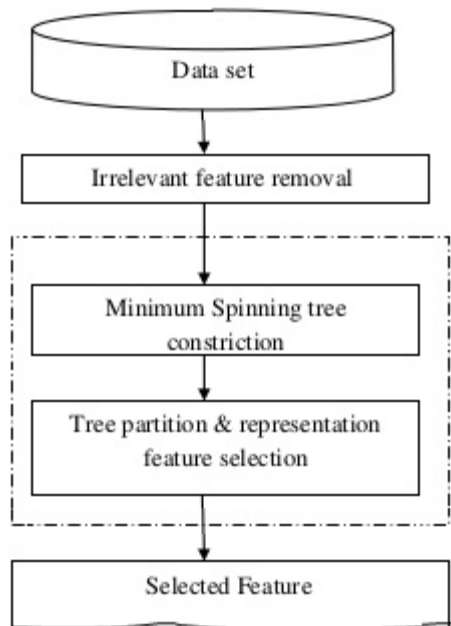 Data set
Irrelevant feature removal
Minimum Spinning tree
constriction
Tree partition & representation
feature selection
Selected Feature